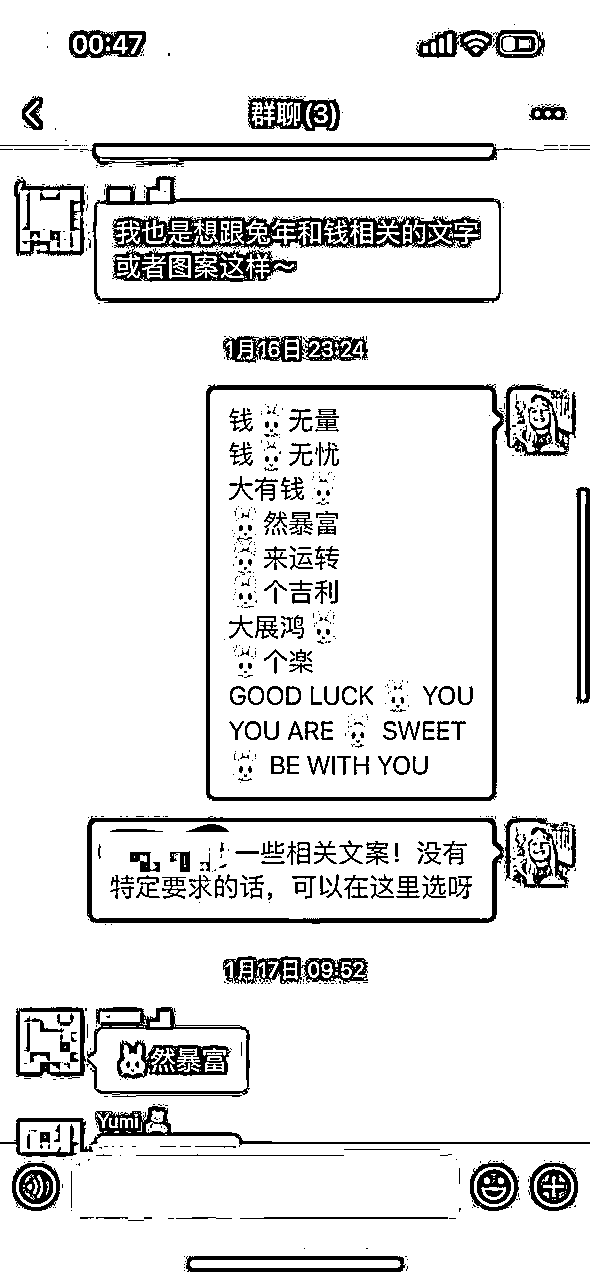 00:47
群聊(3)
我也是想跟兔年和钱相关的文字
或者图案这样~
1月16日 23:24
钱🐰无量
钱🐰无忧
大有钱🐰
🐰然暴富
🐰来运转
🐰个吉利
大展鸿🐰
🐰个楽
GOOD LUCK 🐰 YOU
YOU ARE 🐰 SWEET
🐰 BE WITH YOU
一些相关文案！没有
特定要求的话，可以在这里选呀
1月17日 09:52
🐰然暴富
Yumi